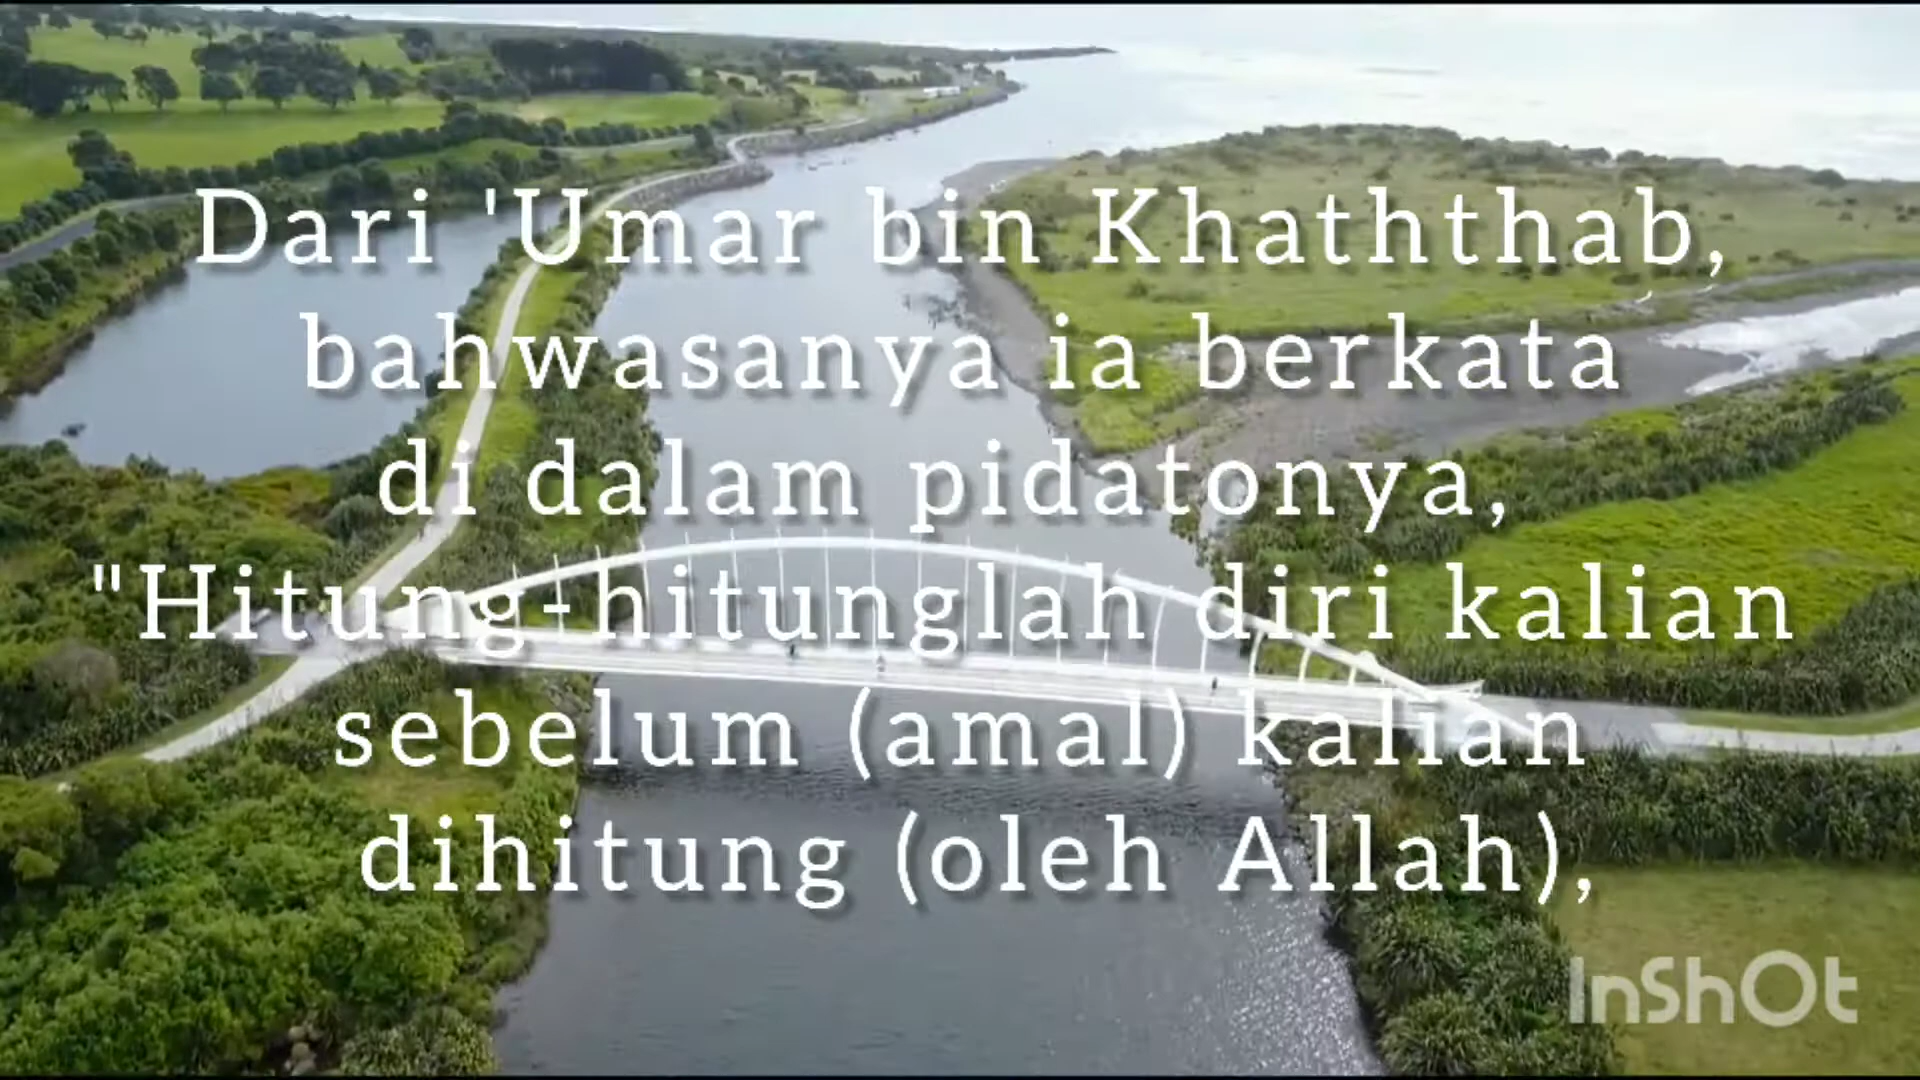 Dari 'Umar bin Khaththab,
bahwasanya ia berkata
di dalam pidatonya,
"Hitung-hitunglah diri kalian
sebelum (amal) kalian
dihitung (oleh Allah),
InShOt